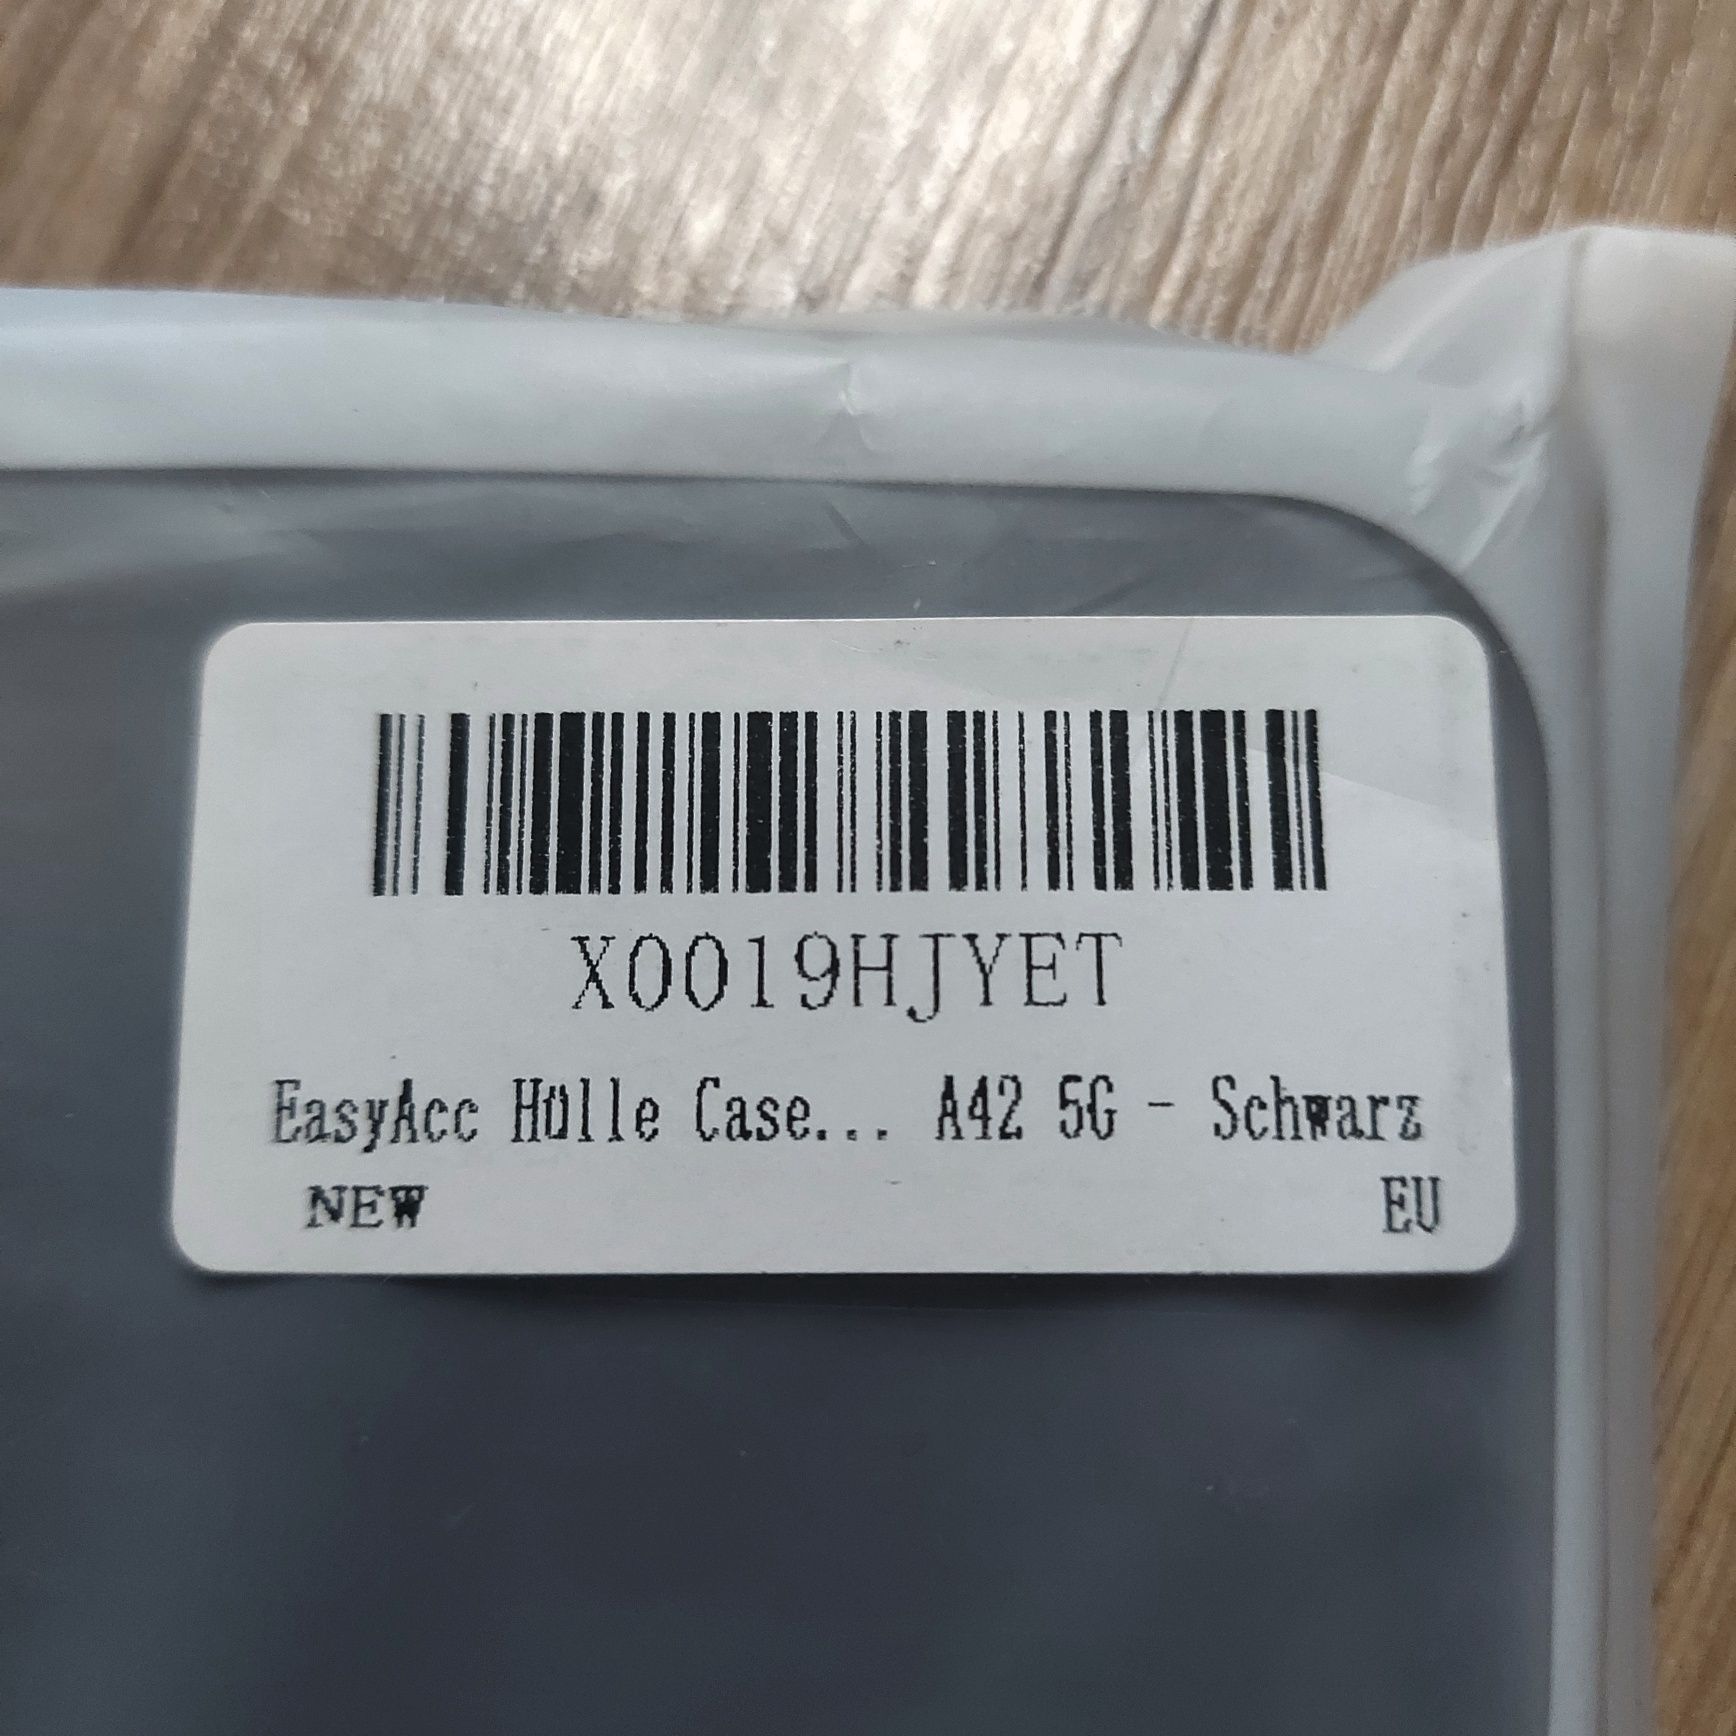 X0019HJYET
EasyAcc Hülle Case... A42 5G - Schwarz
NEW EU